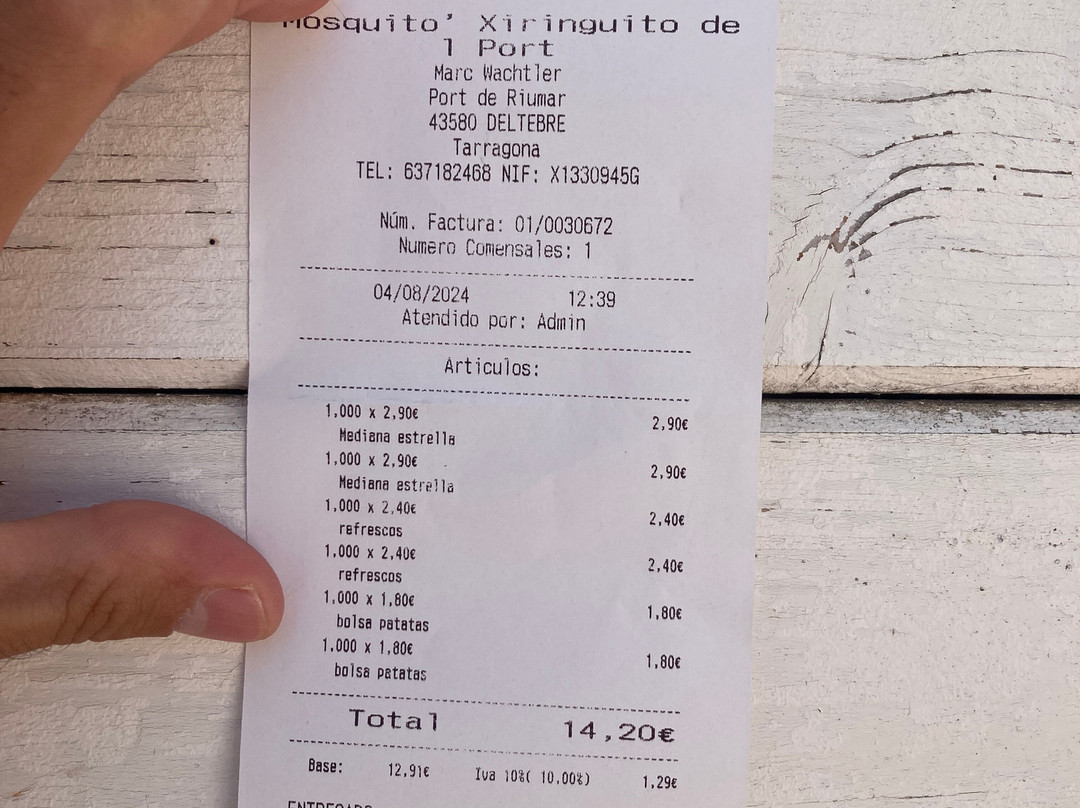 Mosquito' Xiringuito de
l Port
Marc Wachtler
Port de Riumar
43580 DELTEBRE
Tarragona
TEL: 637182468 NIF: X1330945G
Núm. Factura: 01/0030672
Numero Comensales: 1
04/08/2024 12:39
Atendido por: Admin
Articulos:
1,000 x 2,90€ 2,90€
Mediana estrella
1,000 x 2,90€ 2,90€
Mediana estrella
1,000 x 2,40€ 2,40€
refrescos
1,000 x 2,40€ 2,40€
refrescos
1,000 x 1,80€ 1,80€
bolsa patatas
1,000 x 1,80€ 1,80€
bolsa patatas
Total 14,20€
Base: 12,91€ Iva 10%( 10,00%) 1,29€
ENTREGADO